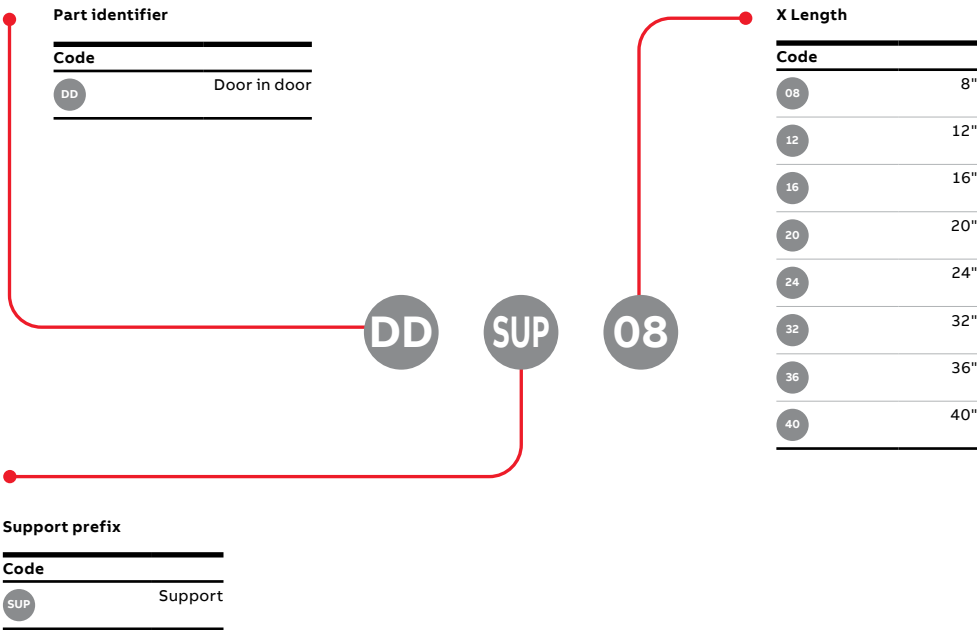 Part identifier
Code
DD Door in door
X Length
Code
08 8"
12 12"
16 16"
20 20"
24 24"
32 32"
36 36"
40 40"
DD SUP 08
Support prefix
Code
SUP Support